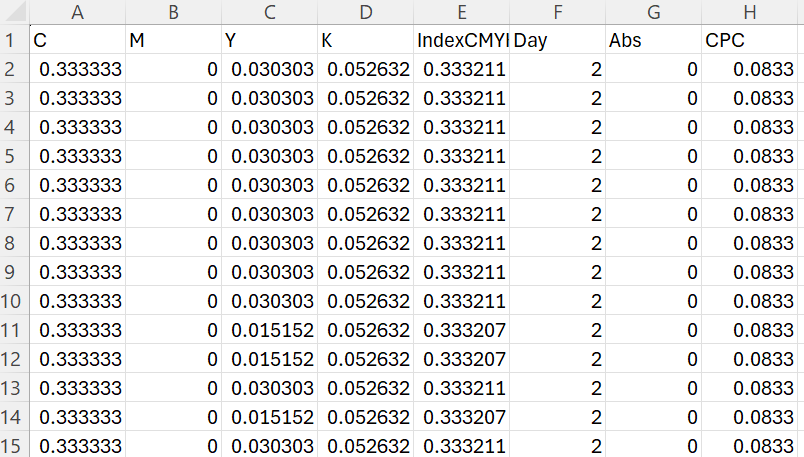 A B C D E F G H
1 C M Y K IndexCMYI Day Abs CPC
2 0.333333 0 0.030303 0.052632 0.333211 2 0 0.0833
3 0.333333 0 0.030303 0.052632 0.333211 2 0 0.0833
4 0.333333 0 0.030303 0.052632 0.333211 2 0 0.0833
5 0.333333 0 0.030303 0.052632 0.333211 2 0 0.0833
6 0.333333 0 0.030303 0.052632 0.333211 2 0 0.0833
7 0.333333 0 0.030303 0.052632 0.333211 2 0 0.0833
8 0.333333 0 0.030303 0.052632 0.333211 2 0 0.0833
9 0.333333 0 0.030303 0.052632 0.333211 2 0 0.0833
10 0.333333 0 0.030303 0.052632 0.333211 2 0 0.0833
11 0.333333 0 0.015152 0.052632 0.333207 2 0 0.0833
12 0.333333 0 0.015152 0.052632 0.333207 2 0 0.0833
13 0.333333 0 0.030303 0.052632 0.333211 2 0 0.0833
14 0.333333 0 0.015152 0.052632 0.333207 2 0 0.0833
15 0.333333 0 0.030303 0.052632 0.333211 2 0 0.0833